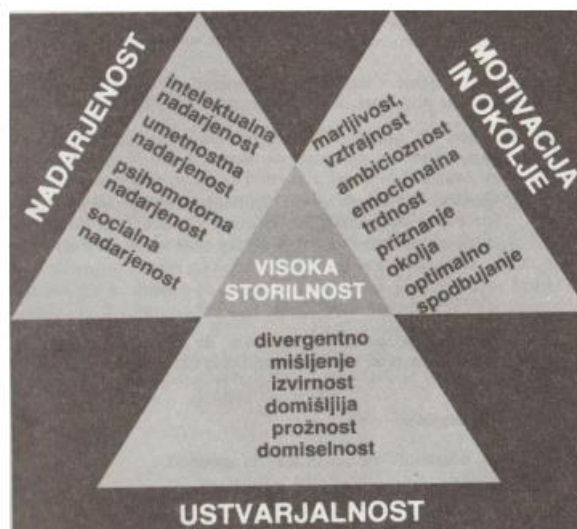 NADARJENOST
intelektualna
nadarjenost
umetnostna
nadarjenost
psihomotorna
nadarjenost
socialna
nadarjenost
MOTIVACIJA
IN OKOLJE
marljivost,
vztrajnost
ambicioznost
emocionalna
trdnost
priznanje
okolja
optimalno
spodbujanje
VISOKA
STORILNOST
divergentno
mišljenje
izvirnost
domišljija
prožnost
domiselnost
USTVARJALNOST